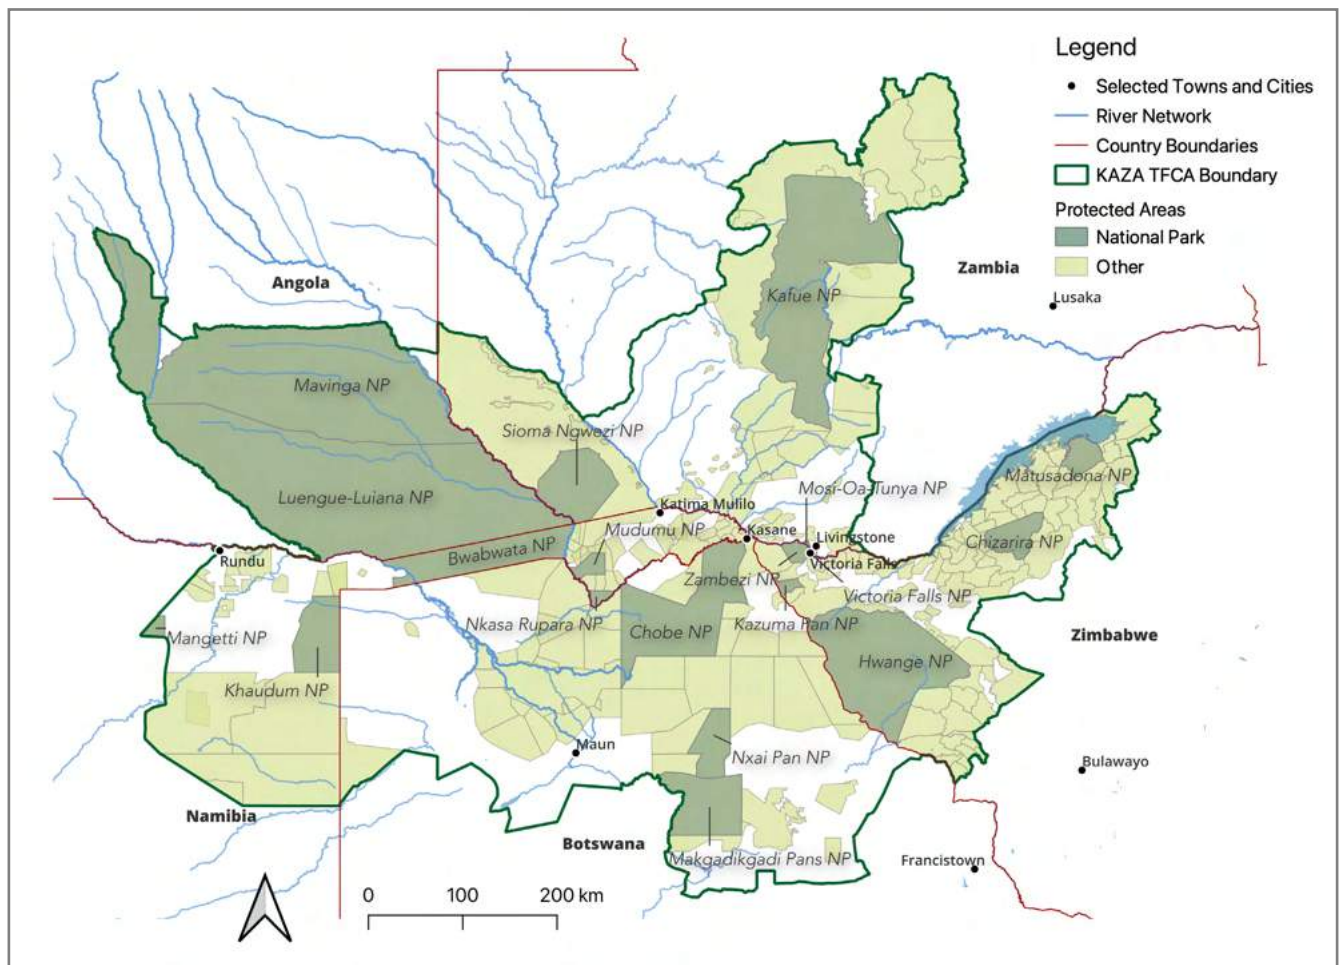 Legend
Selected Towns and Cities
River Network
Country Boundaries
KAZA TFCA Boundary
Protected Areas
National Park
Other
Angola
Zambia
Lusaka
Kafue NP
Mavinga NP
Sioma Ngwezi NP
Luengue-Luiana NP
Mosi-Oa-Tunya NP
Matusadona NP
Katima Mulilo
Mudumu NP
Kasane
Livingstone
Chizarira NP
Bwabwata NP
Rundu
Victoria Falls
Zambezi NP
Victoria Falls NP
Nkasa Rupara NP
Chobe NP
Kazuma Pan NP
Mangetti NP
Zimbabwe
Hwange NP
Khaudum NP
Maun
Nxai Pan NP
Bulawayo
Namibia
Botswana
Makgadikgadi Pans NP
Francistown
0 100 200 km